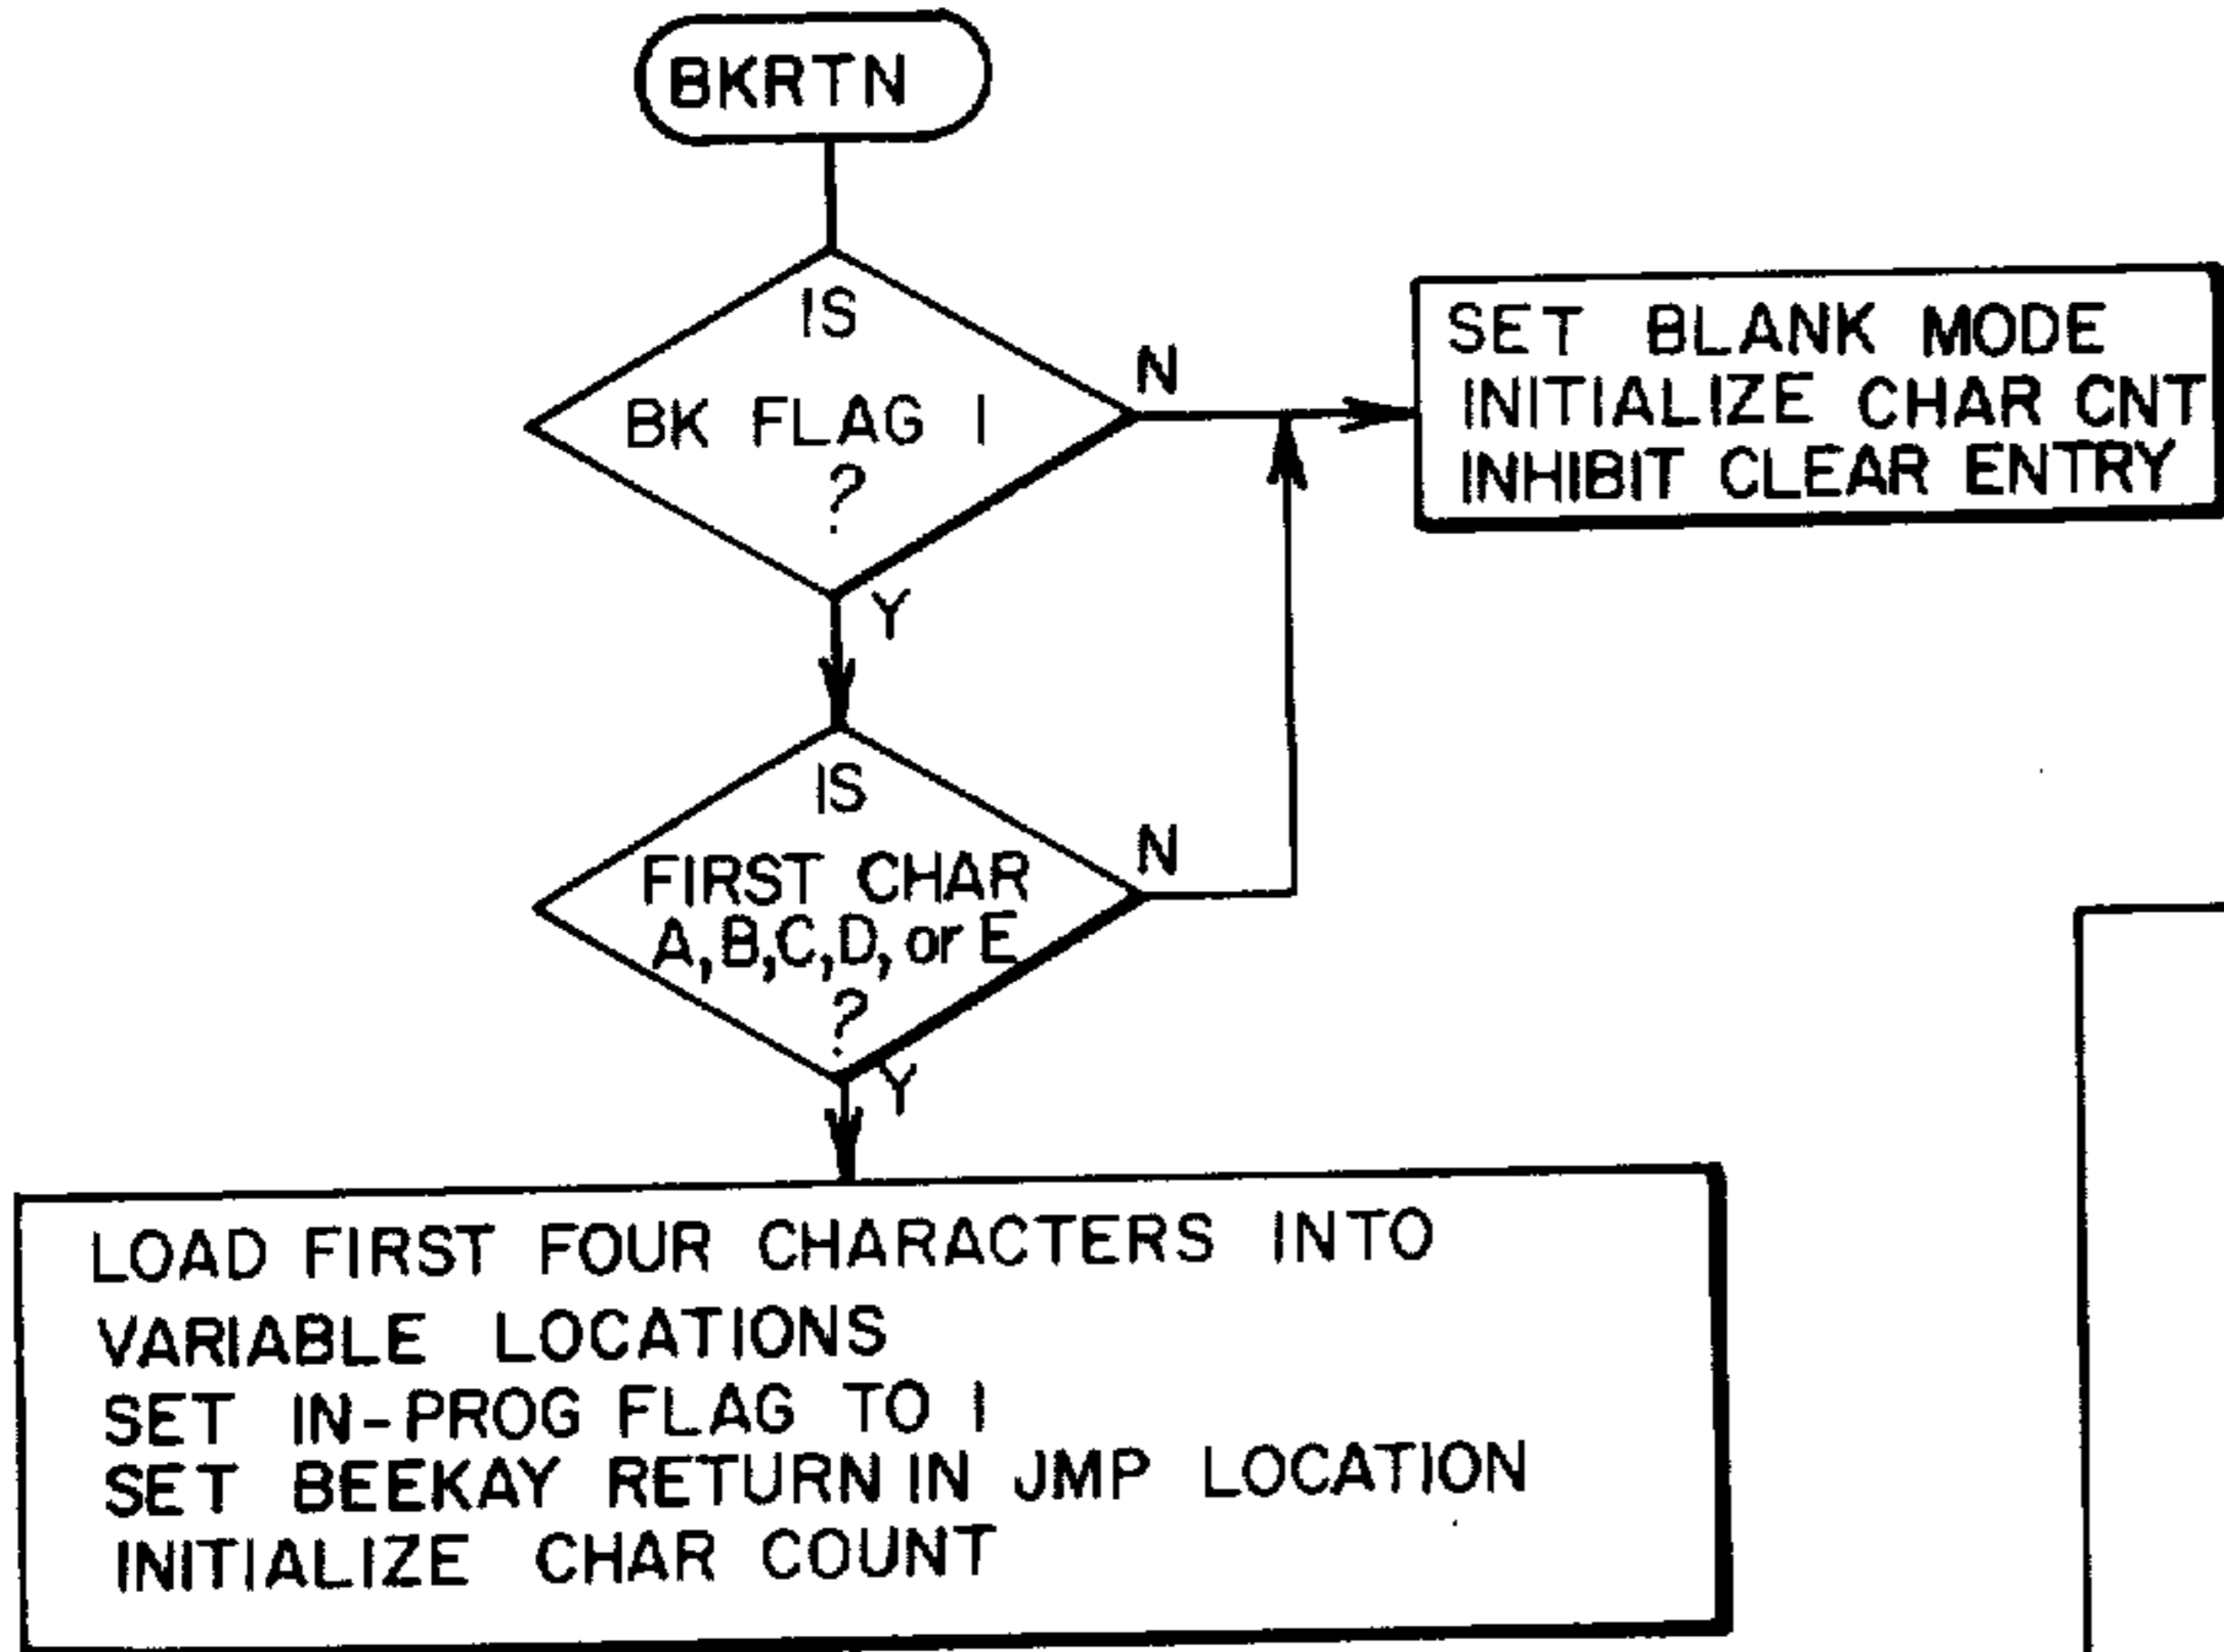 BKRTN
IS
BK FLAG 1
?
N
Y
SET BLANK MODE
INITIALIZE CHAR CNT
INHIBIT CLEAR ENTRY
IS
FIRST CHAR
A,B,C,D, or E
?
N
Y
LOAD FIRST FOUR CHARACTERS INTO
VARIABLE LOCATIONS
SET IN-PROG FLAG TO 1
SET BEEKAY RETURN IN JMP LOCATION
INITIALIZE CHAR COUNT